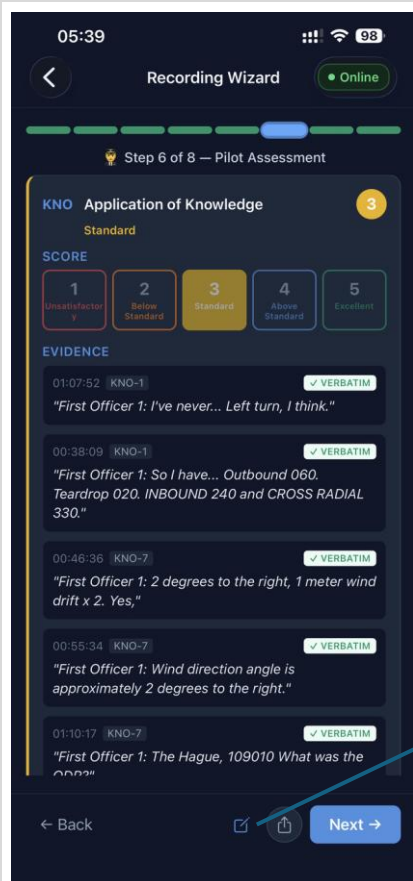 05:39
98
Recording Wizard
Online
Step 6 of 8 — Pilot Assessment
KNO Application of Knowledge
3
Standard
SCORE
1 2 3 4 5
Unsatisfactor
y
Below
Standard
Standard
Above
Standard
Excellent
EVIDENCE
01:07:52 KNO-1 ✓ VERBATIM
"First Officer 1: I've never... Left turn, I think."
00:38:09 KNO-1 ✓ VERBATIM
"First Officer 1: So I have... Outbound 060.
Teardrop 020. INBOUND 240 and CROSS RADIAL
330."
00:46:36 KNO-7 ✓ VERBATIM
"First Officer 1: 2 degrees to the right, 1 meter wind
drift x 2. Yes,"
00:55:34 KNO-7 ✓ VERBATIM
"First Officer 1: Wind direction angle is
approximately 2 degrees to the right."
01:10:17 KNO-7 ✓ VERBATIM
"First Officer 1: The Hague, 109010 What was the
← Back
Next →